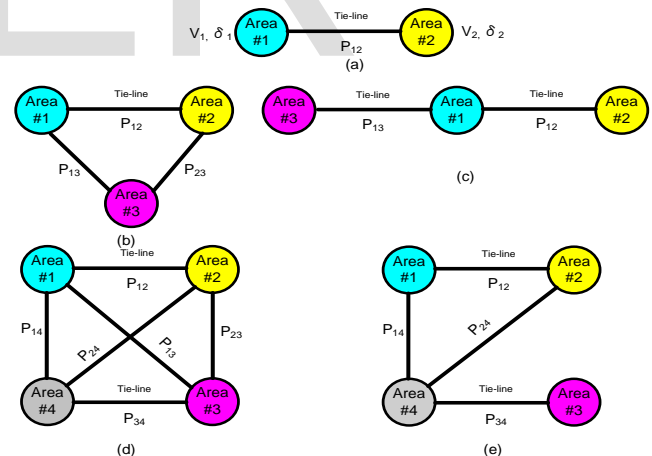 V1, δ 1
Area #1
Tie-line
P12
Area #2
V2, δ 2
(a)
Area #1
Tie-line
P12
Area #2
P13
P23
Area #3
(b)
Area #3
Tie-line
P13
Area #1
Tie-line
P12
Area #2
(c)
Area #1
Tie-line
P12
Area #2
P14
P24
P13
P23
Area #4
Tie-line
P34
Area #3
(d)
Area #1
Tie-line
P12
Area #2
P14
P24
Area #4
Tie-line
P34
Area #3
(e)